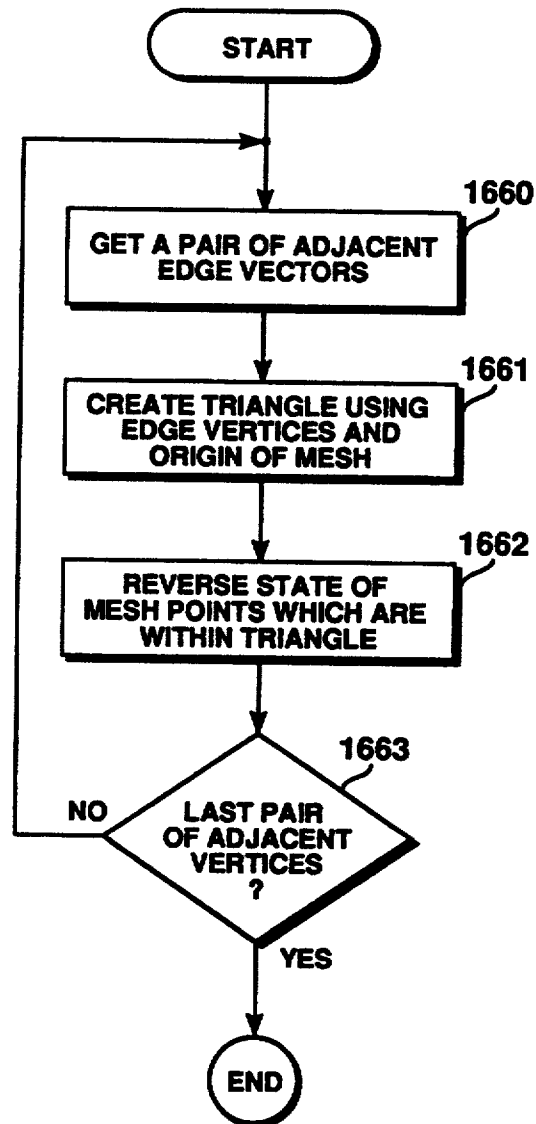 START
1660
GET A PAIR OF ADJACENT
EDGE VECTORS
1661
CREATE TRIANGLE USING
EDGE VERTICES AND
ORIGIN OF MESH
1662
REVERSE STATE OF
MESH POINTS WHICH ARE
WITHIN TRIANGLE
1663
NO
LAST PAIR
OF ADJACENT
VERTICES
?
YES
END